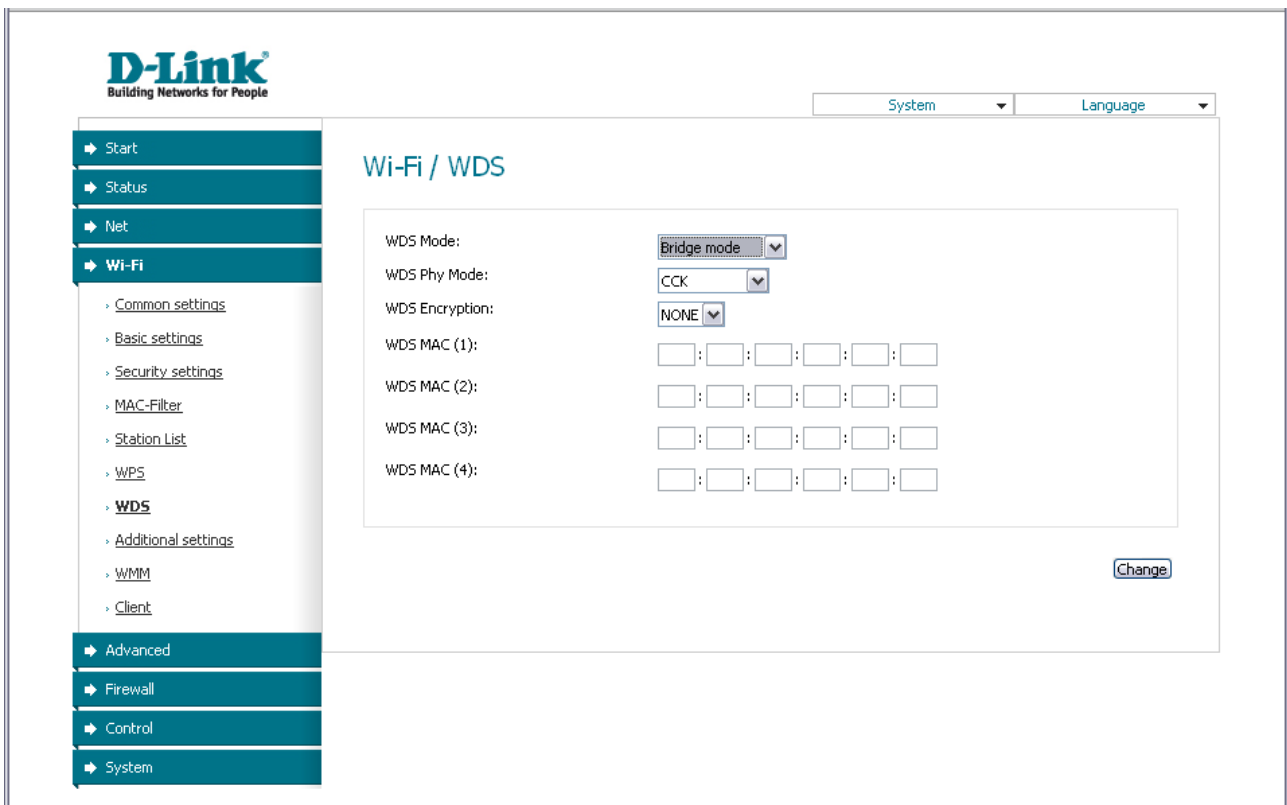 D-Link®
Building Networks for People
System Language
Start
Status
Net
Wi-Fi
Common settings
Basic settings
Security settings
MAC-Filter
Station List
WPS
WDS
Additional settings
WMM
Client
Advanced
Firewall
Control
System
Wi-Fi / WDS
WDS Mode: Bridge mode
WDS Phy Mode: CCK
WDS Encryption: NONE
WDS MAC (1): : : : : :
WDS MAC (2): : : : : :
WDS MAC (3): : : : : :
WDS MAC (4): : : : : :
Change